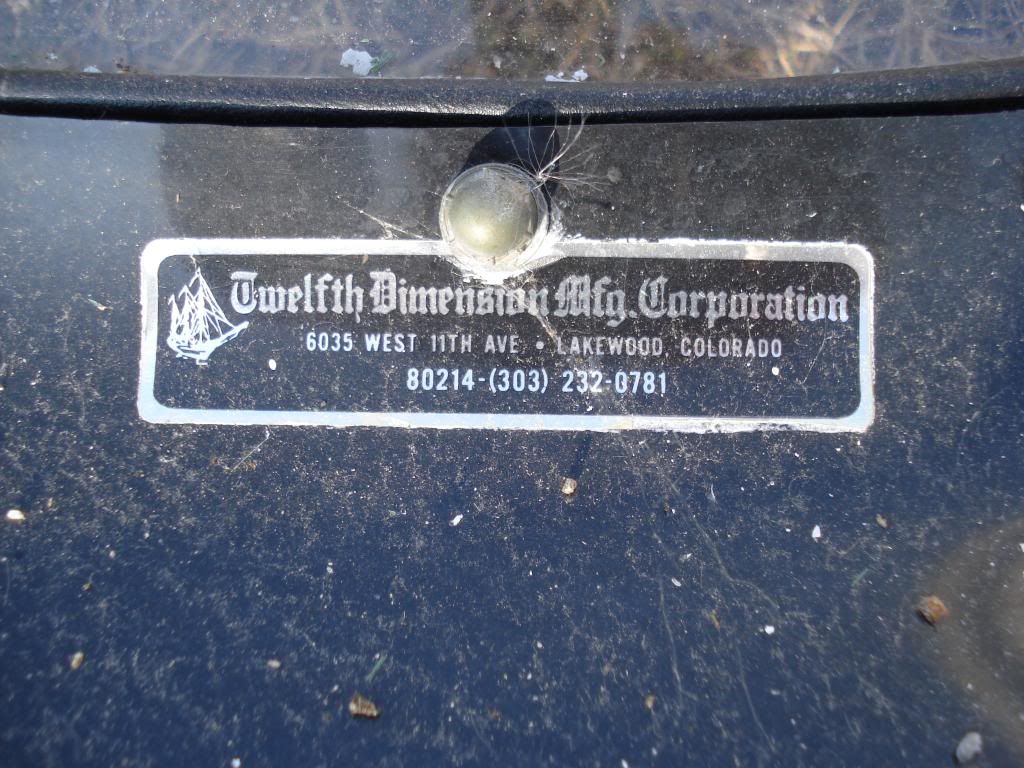 Twelfth Dimension Mfg. Corporation
6035 WEST 11TH AVE • LAKEWOOD, COLORADO
80214-(303) 232-0781